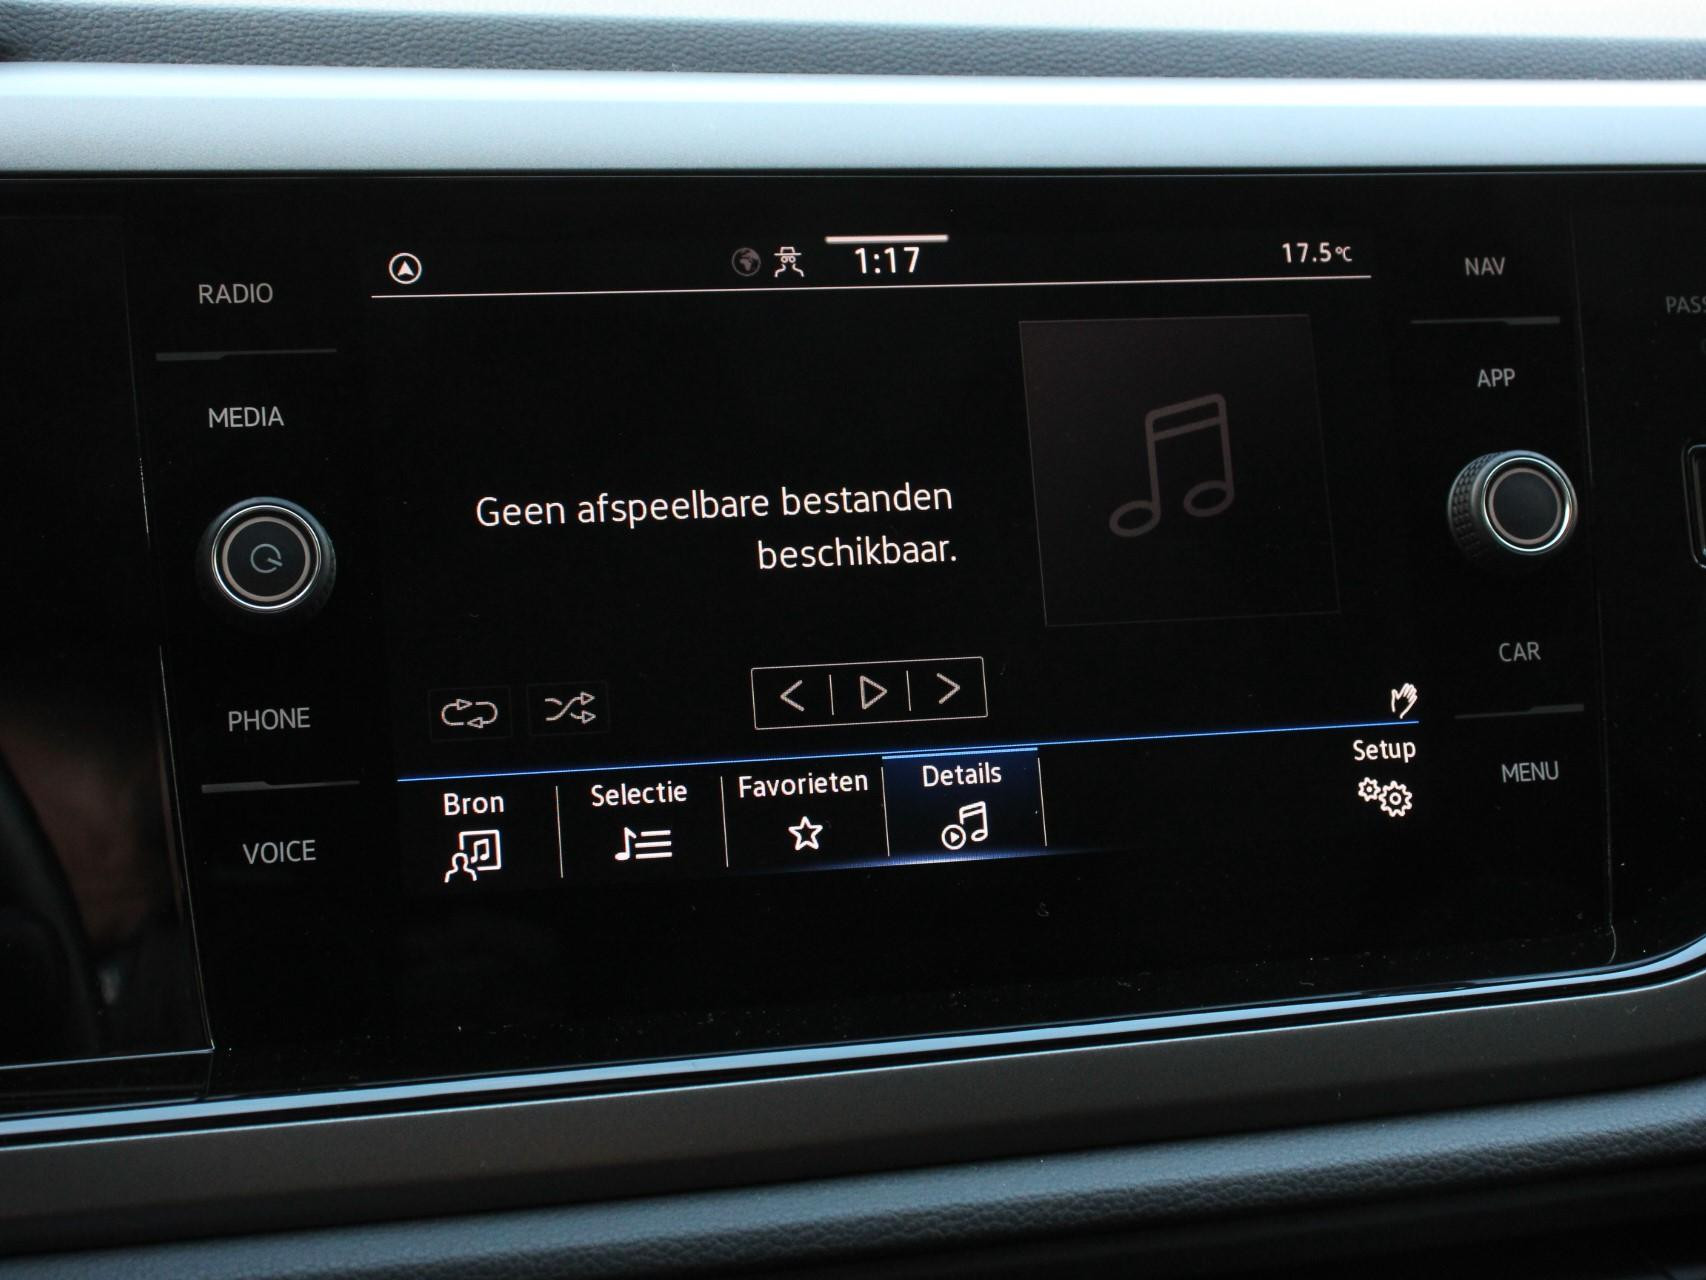 1:17
17.5°C
RADIO
NAV
PASS
MEDIA
APP
Geen afspeelbare bestanden
beschikbaar.
PHONE
CAR
VOICE
MENU
Bron
Selectie
Favorieten
Details
Setup